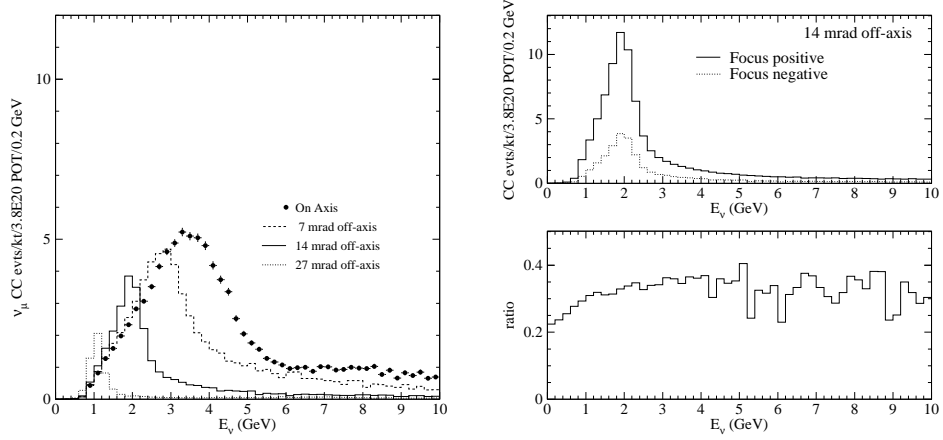 ν_μ CC evts/kt/3.8E20 POT/0.2 GeV
10
5
0
On Axis
7 mrad off-axis
14 mrad off-axis
27 mrad off-axis
0 1 2 3 4 5 6 7 8 9 10
E_ν (GeV)
CC evts/kt/3.8E20 POT/0.2 GeV
10
5
0
14 mrad off-axis
Focus positive
Focus negative
0 1 2 3 4 5 6 7 8 9 10
E_ν (GeV)
ratio
0.4
0.2
0
0 1 2 3 4 5 6 7 8 9 10
E_ν (GeV)